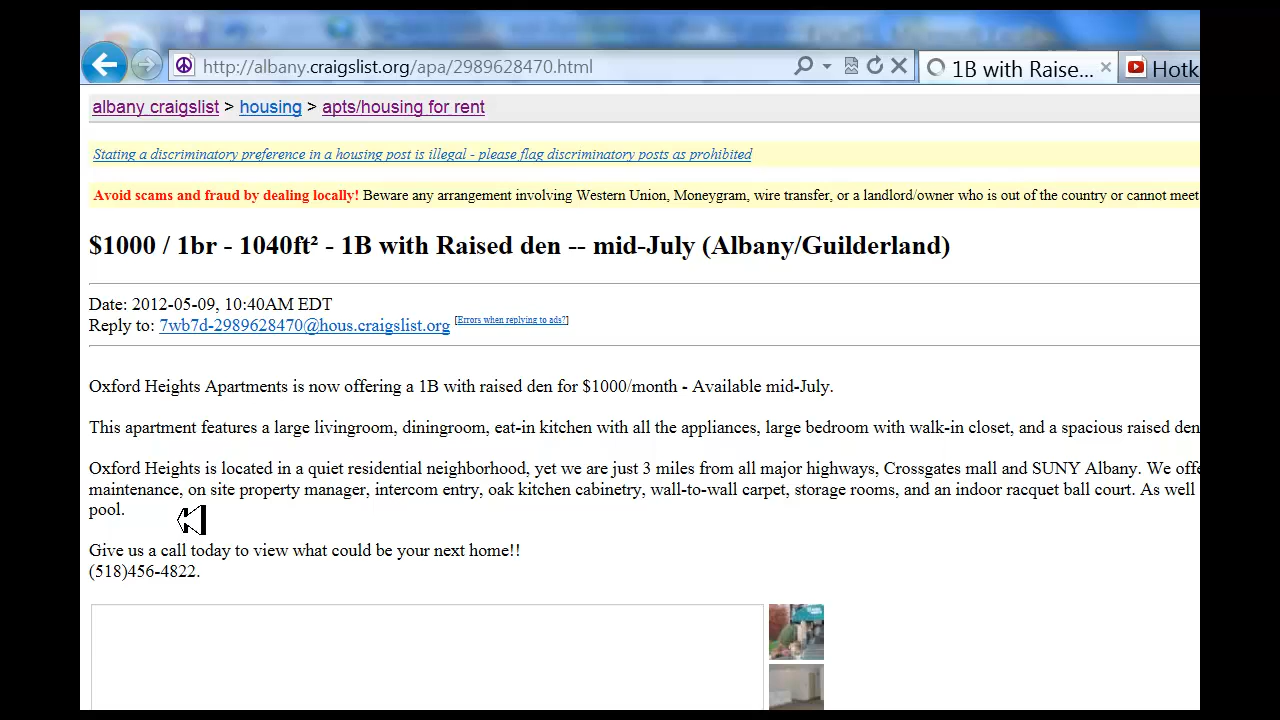 http://albany.craigslist.org/apa/2989628470.html
1B with Raise...
Hotk
albany craigslist > housing > apts/housing for rent
Stating a discriminatory preference in a housing post is illegal - please flag discriminatory posts as prohibited
Avoid scams and fraud by dealing locally! Beware any arrangement involving Western Union, Moneygram, wire transfer, or a landlord/owner who is out of the country or cannot meet
$1000 / 1br - 1040ft² - 1B with Raised den -- mid-July (Albany/Guilderland)
Date: 2012-05-09, 10:40AM EDT
Reply to: 7wb7d-2989628470@hous.craigslist.org [Errors when replying to ads?]
Oxford Heights Apartments is now offering a 1B with raised den for $1000/month - Available mid-July.
This apartment features a large livingroom, diningroom, eat-in kitchen with all the appliances, large bedroom with walk-in closet, and a spacious raised den
Oxford Heights is located in a quiet residential neighborhood, yet we are just 3 miles from all major highways, Crossgates mall and SUNY Albany. We offe
maintenance, on site property manager, intercom entry, oak kitchen cabinetry, wall-to-wall carpet, storage rooms, and an indoor racquet ball court. As well
pool.
Give us a call today to view what could be your next home!!
(518)456-4822.